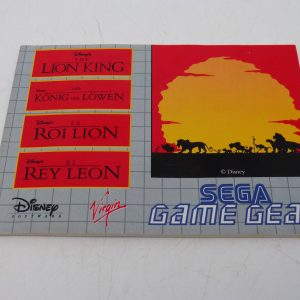 Disney's
THE
LION KING
Disney's
DER
KÖNIG DER LÖWEN
Disney's
LE
ROI LION
Disney's
EL
REY LEÓN
© Disney
Disney
SOFTWARE
Virgin
SEGA
GAME GEAR